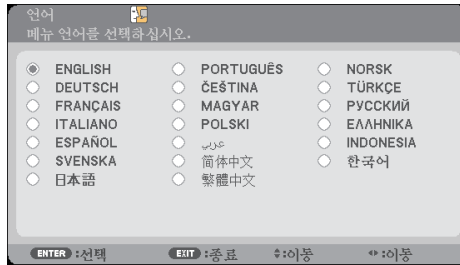 언어
메뉴 언어를 선택하십시오.
ENGLISH PORTUGUÊS NORSK
DEUTSCH ČEŠTINA TÜRKÇE
FRANÇAIS MAGYAR РУССКИЙ
ITALIANO POLSKI ΕΛΛΗΝΙΚΑ
ESPAÑOL عربي INDONESIA
SVENSKA 简体中文 한국어
日本語 繁體中文
ENTER :선택 EXIT :종료 :이동 :이동